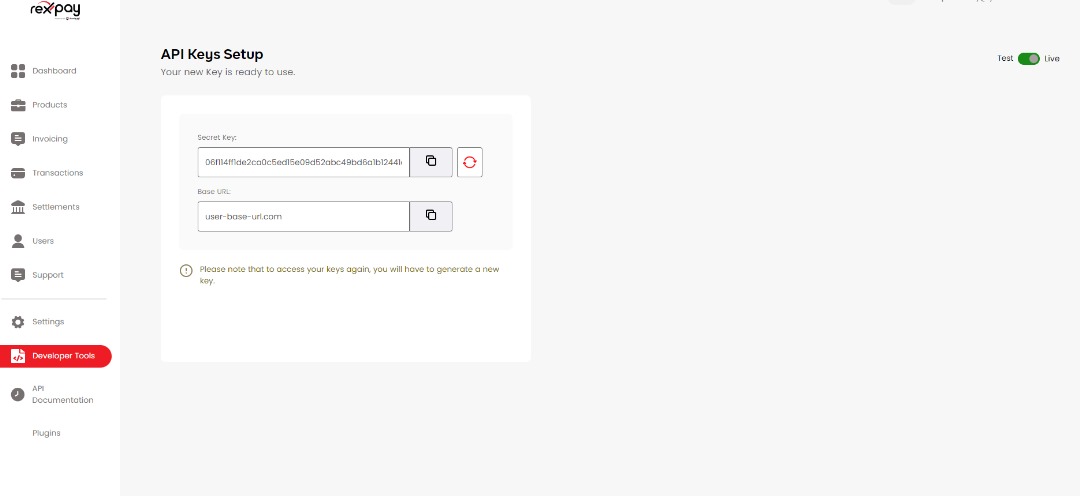 rexpay
Dashboard
Products
Invoicing
Transactions
Settlements
Users
Support
Settings
Developer Tools
API
Documentation
Plugins
API Keys Setup
Your new Key is ready to use.
Test
Live
Secret Key:
06f114ff1de2ca0c5ed15e09d52abc49bd6a1b12441
Base URL:
user-base-url.com
Please note that to access your keys again, you will have to generate a new
key.